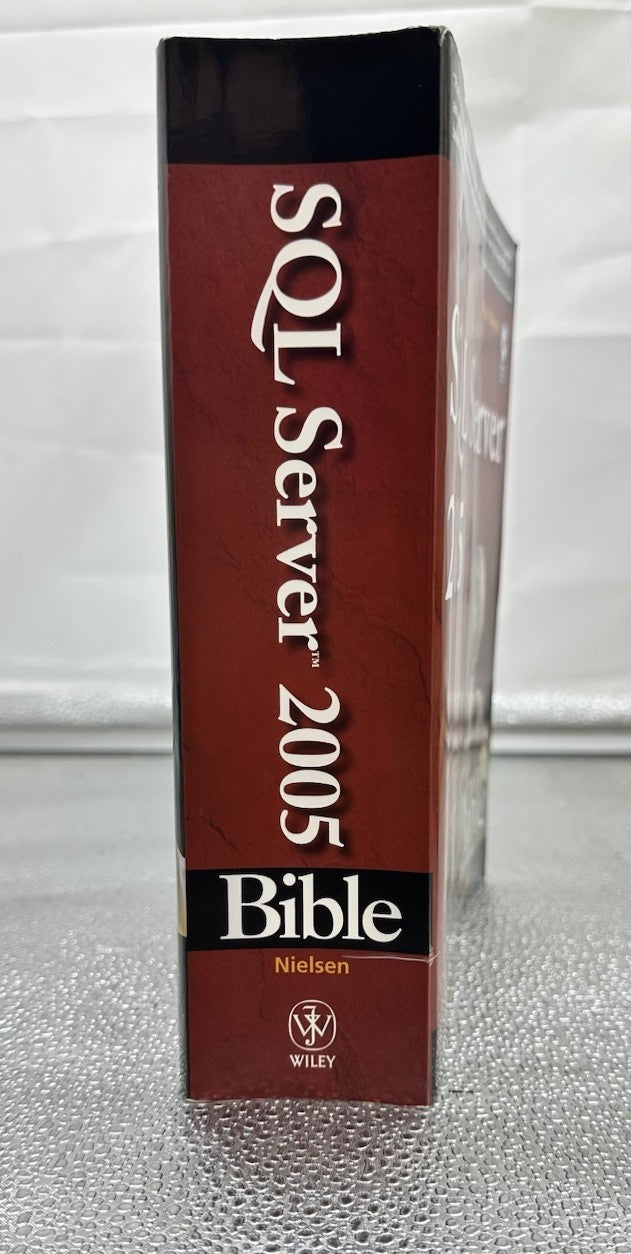 SQL Server™ 2005
Bible
Nielsen
WILEY